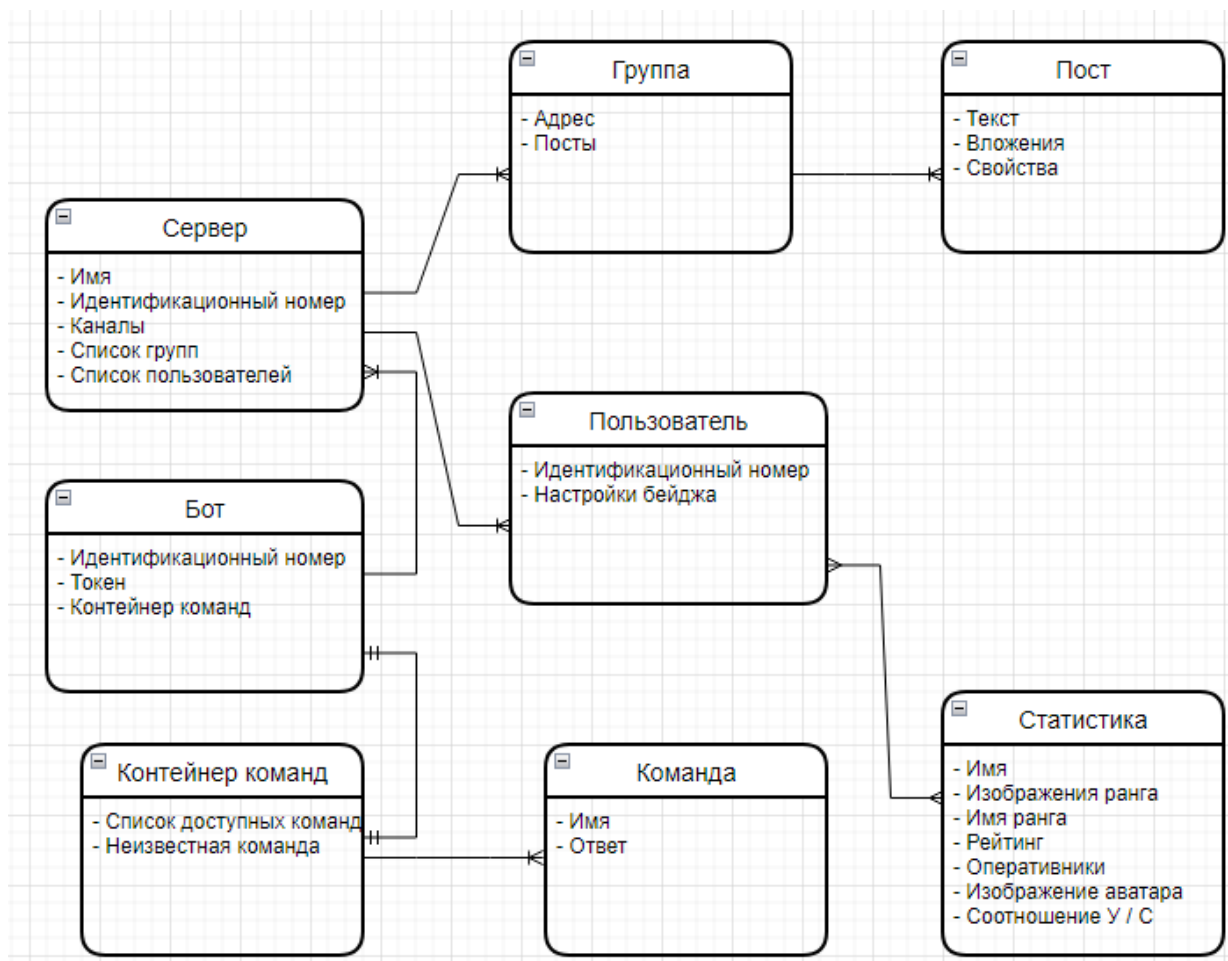 Группа
- Адрес
- Посты
Пост
- Текст
- Вложения
- Свойства
Сервер
- Имя
- Идентификационный номер
- Каналы
- Список групп
- Список пользователей
Пользователь
- Идентификационный номер
- Настройки бейджа
Бот
- Идентификационный номер
- Токен
- Контейнер команд
Контейнер команд
- Список доступных команд
- Неизвестная команда
Команда
- Имя
- Ответ
Статистика
- Имя
- Изображения ранга
- Имя ранга
- Рейтинг
- Оперативники
- Изображение аватара
- Соотношение У / С